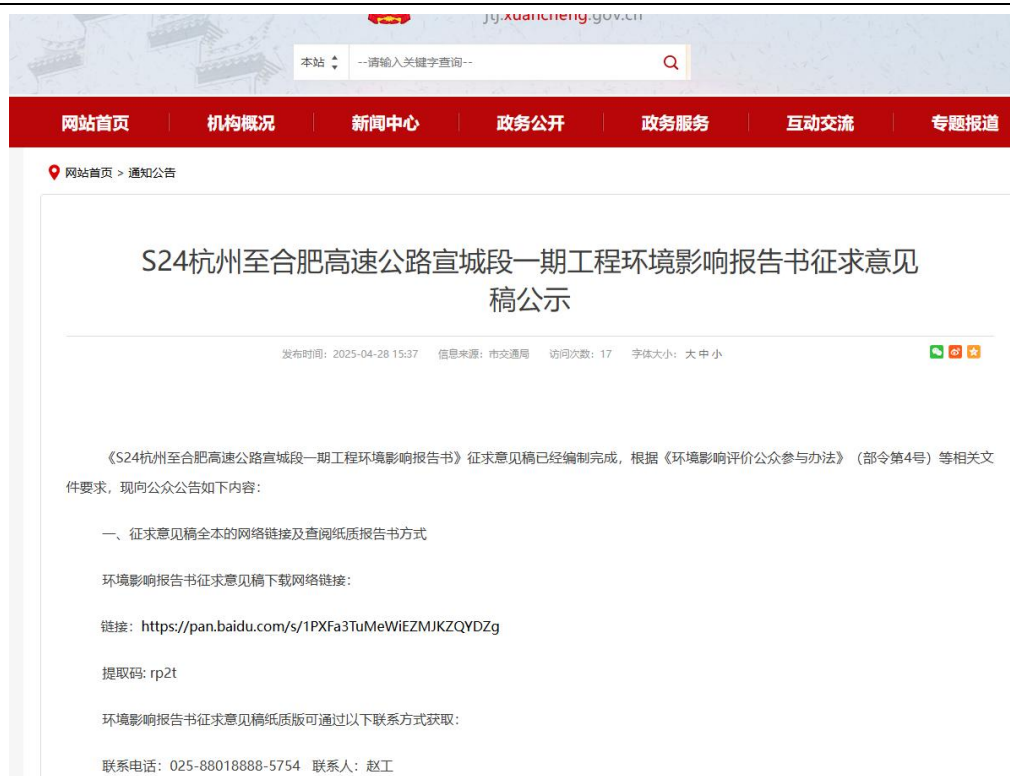 jtj.xuancheng.gov.cn
本站 --请输入关键字查询--
网站首页 机构概况 新闻中心 政务公开 政务服务 互动交流 专题报道
网站首页 > 通知公告
S24杭州至合肥高速公路宣城段一期工程环境影响报告书征求意见
稿公示
发布时间：2025-04-28 15:37 信息来源：市交通局 访问次数：17 字体大小：大 中 小
《S24杭州至合肥高速公路宣城段一期工程环境影响报告书》征求意见稿已经编制完成，根据《环境影响评价公众参与办法》（部令第4号）等相关文
件要求，现向公众公告如下内容：
一、征求意见稿全本的网络链接及查阅纸质报告书方式
环境影响报告书征求意见稿下载网络链接：
链接：https://pan.baidu.com/s/1PXFa3TuMeWiEZMJKZQYDZg
提取码: rp2t
环境影响报告书征求意见稿纸质版可通过以下联系方式获取：
联系电话：025-88018888-5754 联系人：赵工